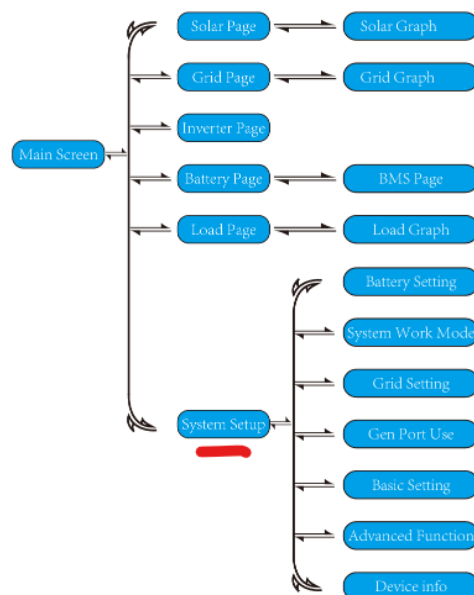 Solar Page
Solar Graph
Grid Page
Grid Graph
Inverter Page
Main Screen
Battery Page
BMS Page
Load Page
Load Graph
Battery Setting
System Work Mode
Grid Setting
System Setup
Gen Port Use
Basic Setting
Advanced Function
Device info